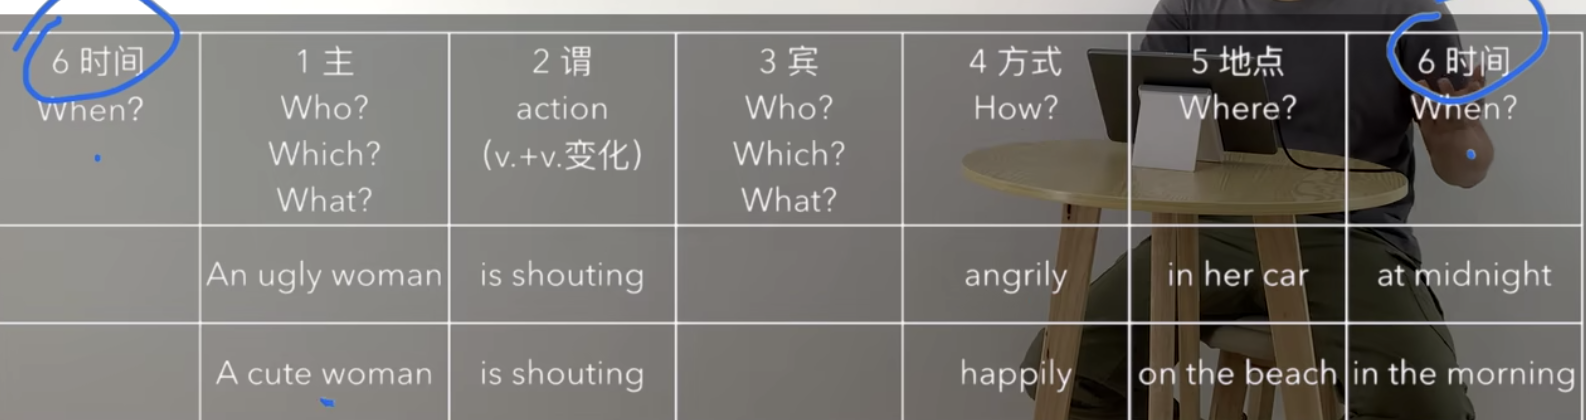 6 时间 1 主 2 谓 3 宾 4 方式 5 地点 6 时间
When? Who? action Who? How? Where? When?
Which? (v.+v.变化) Which?
What? What?
An ugly woman is shouting angrily in her car at midnight
A cute woman is shouting happily on the beach in the morning